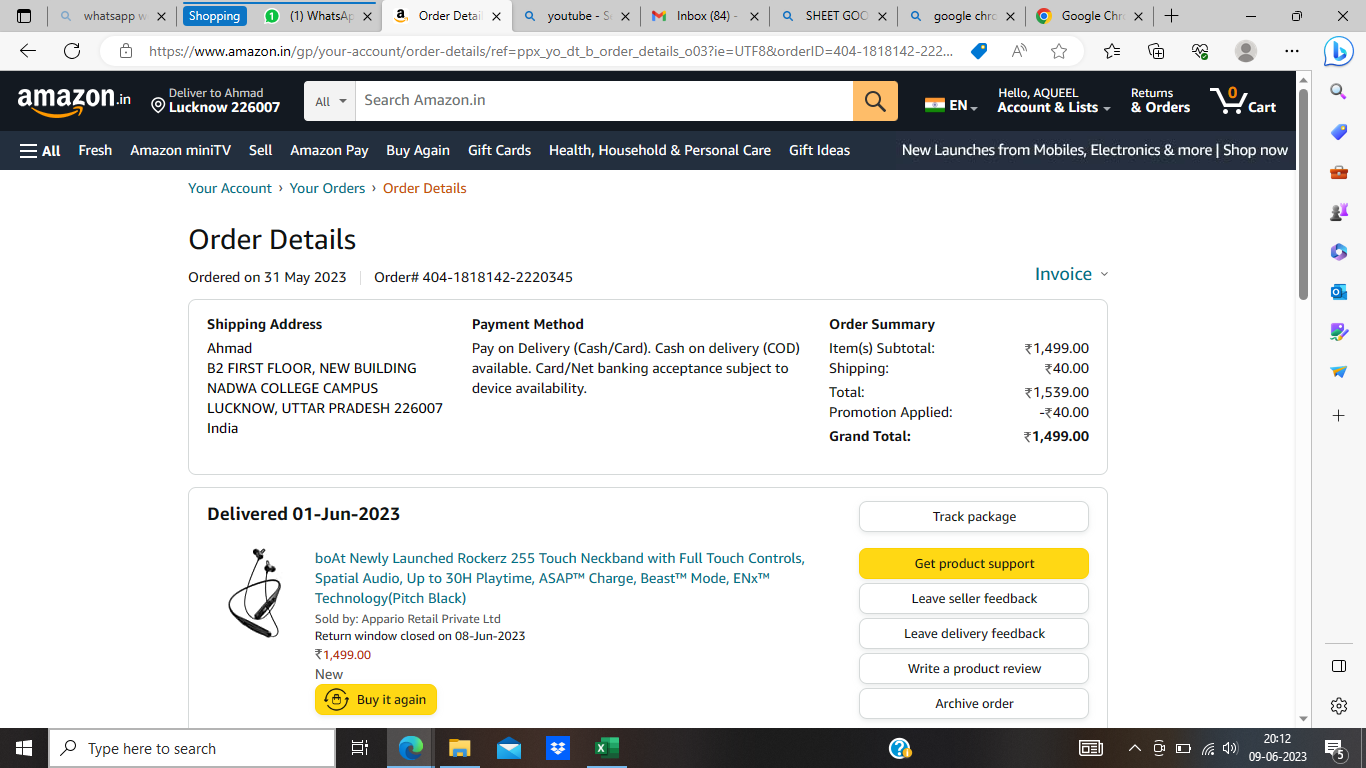 whatsapp w
Shopping
(1) WhatsAp
Order Detai
youtube - Se
Inbox (84) -
SHEET GOO
google chro
Google Chr
https://www.amazon.in/gp/your-account/order-details/ref=ppx_yo_dt_b_order_details_o03?ie=UTF8&orderID=404-1818142-222...
amazon.in
Deliver to Ahmad
Lucknow 226007
All
Search Amazon.in
EN
Hello, AQUEEL
Account & Lists
Returns
& Orders
0
Cart
All
Fresh
Amazon miniTV
Sell
Amazon Pay
Buy Again
Gift Cards
Health, Household & Personal Care
Gift Ideas
New Launches from Mobiles, Electronics & more | Shop now
Your Account › Your Orders › Order Details
Order Details
Ordered on 31 May 2023
Order# 404-1818142-2220345
Invoice
Shipping Address
Ahmad
B2 FIRST FLOOR, NEW BUILDING
NADWA COLLEGE CAMPUS
LUCKNOW, UTTAR PRADESH 226007
India
Payment Method
Pay on Delivery (Cash/Card). Cash on delivery (COD)
available. Card/Net banking acceptance subject to
device availability.
Order Summary
Item(s) Subtotal: ₹1,499.00
Shipping: ₹40.00
Total: ₹1,539.00
Promotion Applied: -₹40.00
Grand Total: ₹1,499.00
Delivered 01-Jun-2023
boAt Newly Launched Rockerz 255 Touch Neckband with Full Touch Controls,
Spatial Audio, Up to 30H Playtime, ASAP™ Charge, Beast™ Mode, ENx™
Technology(Pitch Black)
Sold by: Appario Retail Private Ltd
Return window closed on 08-Jun-2023
₹1,499.00
New
Buy it again
Track package
Get product support
Leave seller feedback
Leave delivery feedback
Write a product review
Archive order
Type here to search
20:12
09-06-2023
5